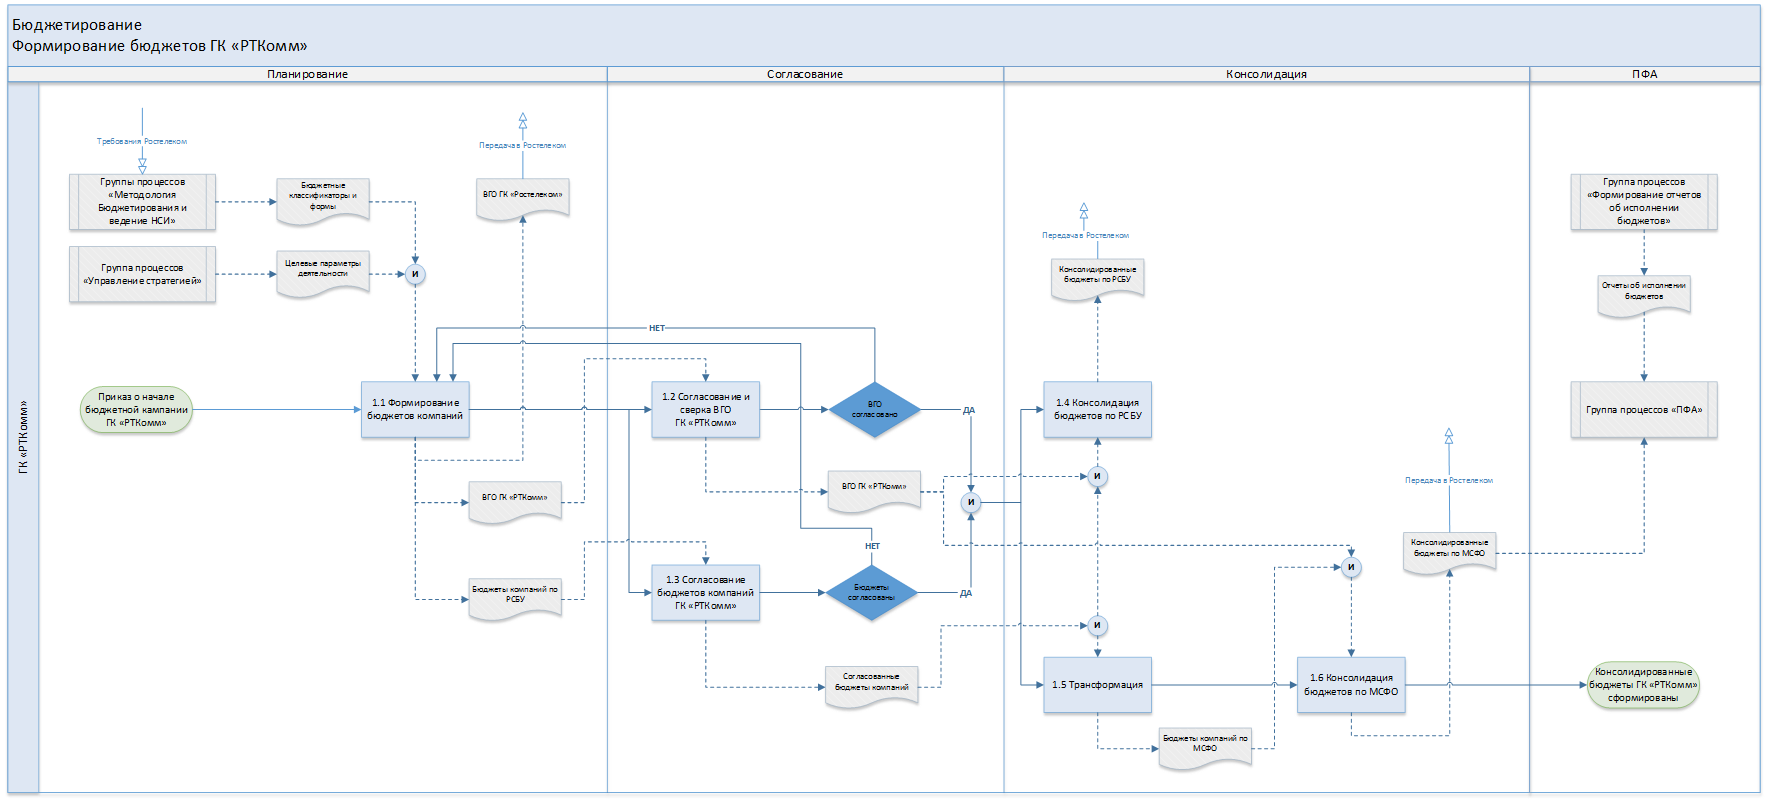 Бюджетирование
Формирование бюджетов ГК «РТКомм»
Планирование
Согласование
Консолидация
ПФА
ГК «РТКомм»
Требования Ростелеком
Группы процессов
«Методология
Бюджетирования и
ведение НСИ»
Бюджетные
классификаторы и
формы
Группа процессов
«Управление стратегией»
Целевые параметры
деятельности
И
Передача в Ростелеком
ВГО ГК «Ростелеком»
Приказ о начале
бюджетной кампании
ГК «РТКомм»
1.1 Формирование
бюджетов компаний
ВГО ГК «РТКомм»
Бюджеты компаний по
РСБУ
НЕТ
1.2 Согласование и
сверка ВГО
ГК «РТКомм»
ВГО
согласовано
ДА
ВГО ГК «РТКомм»
И
НЕТ
1.3 Согласование
бюджетов компаний
ГК «РТКомм»
Бюджеты
согласованы
ДА
Согласованные
бюджеты компаний
Передача в Ростелеком
Консолидированные
бюджеты по РСБУ
1.4 Консолидация
бюджетов по РСБУ
И
И
1.5 Трансформация
Бюджеты компаний по
МСФО
И
1.6 Консолидация
бюджетов по МСФО
Передача в Ростелеком
Консолидированные
бюджеты по МСФО
Группа процессов
«Формирование отчетов
об исполнении
бюджетов»
Отчеты об исполнении
бюджетов
Группа процессов «ПФА»
Консолидированные
бюджеты ГК «РТКомм»
сформированы